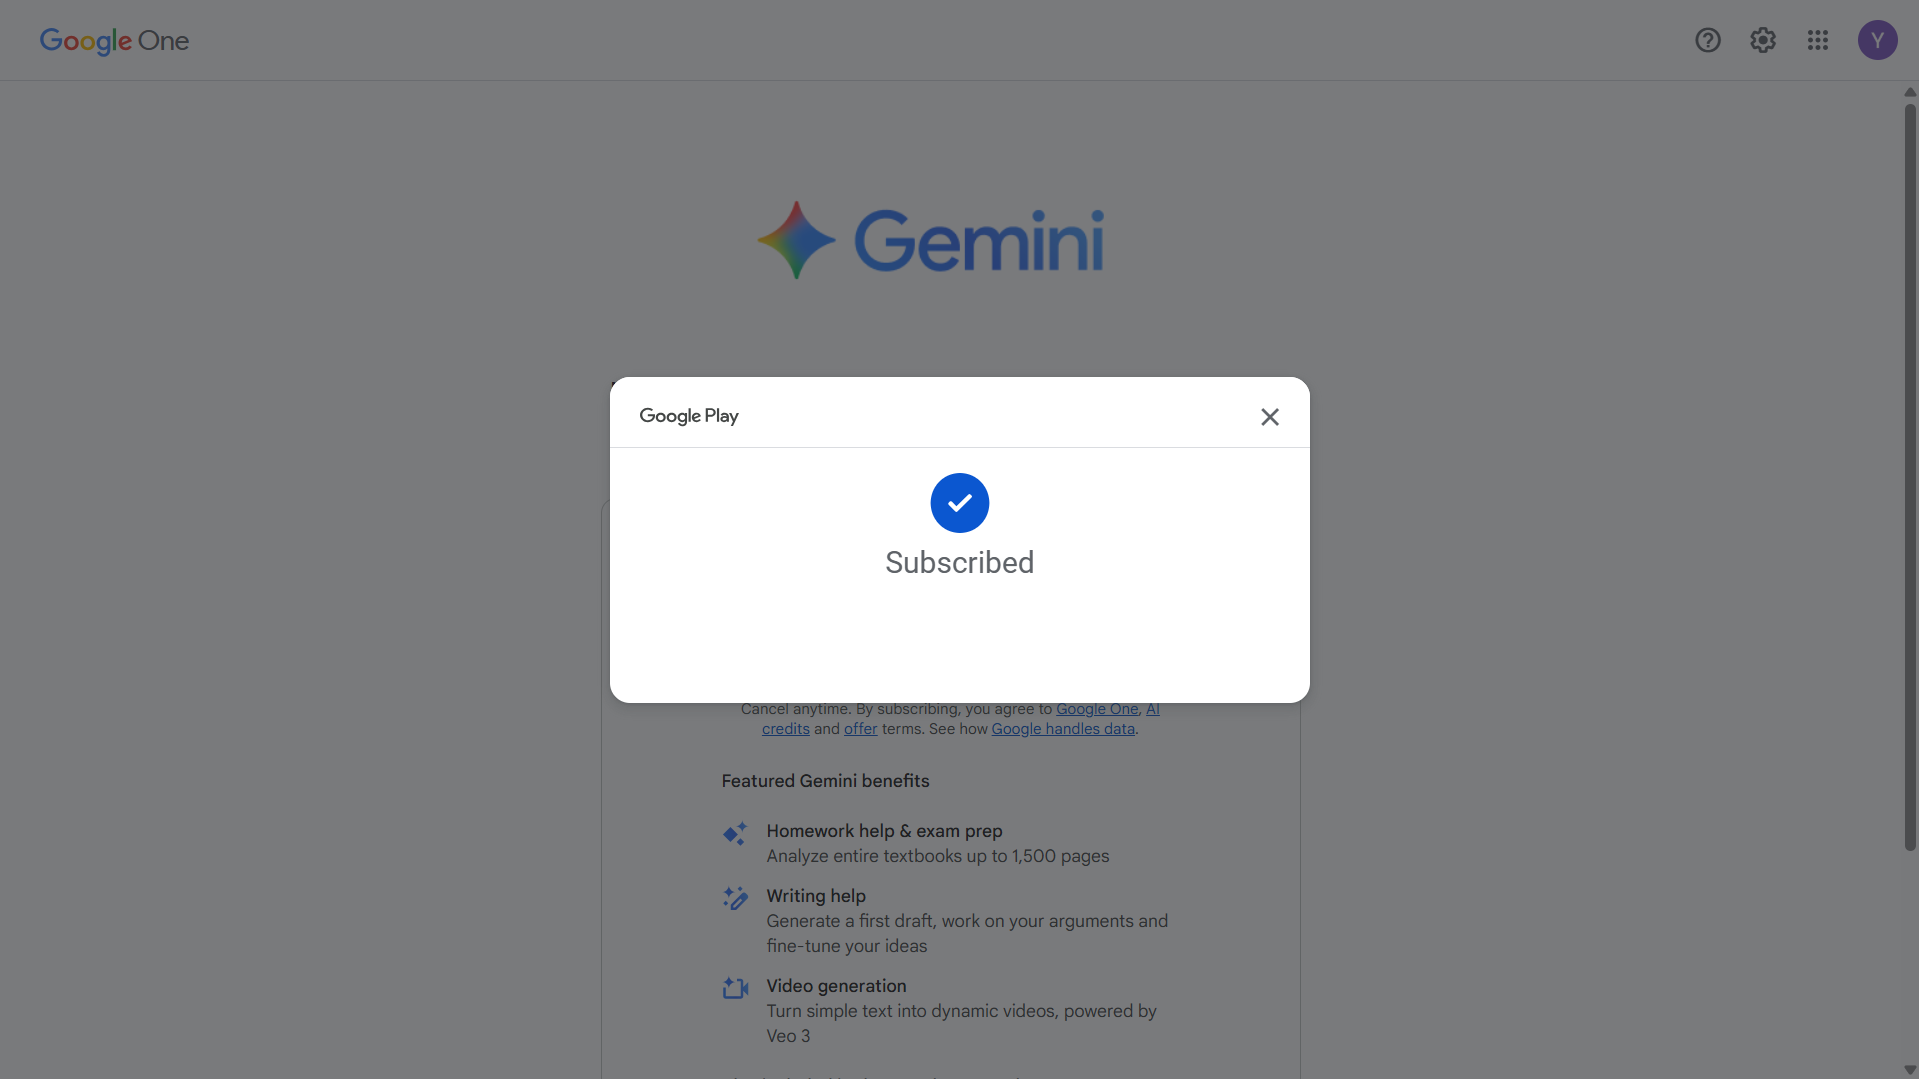 Google One
Y
Gemini
Google Play
Subscribed
Cancel anytime. By subscribing, you agree to Google One, AI
credits and offer terms. See how Google handles data.
Featured Gemini benefits
Homework help & exam prep
Analyze entire textbooks up to 1,500 pages
Writing help
Generate a first draft, work on your arguments and
fine-tune your ideas
Video generation
Turn simple text into dynamic videos, powered by
Veo 3